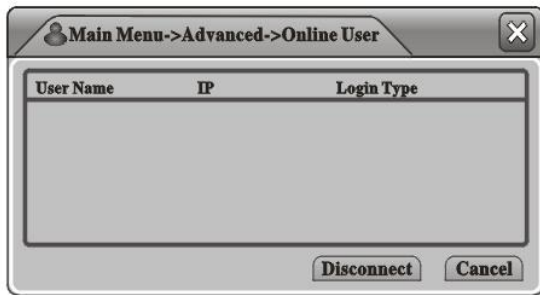 Main Menu->Advanced->Online User
User Name IP Login Type
Disconnect Cancel